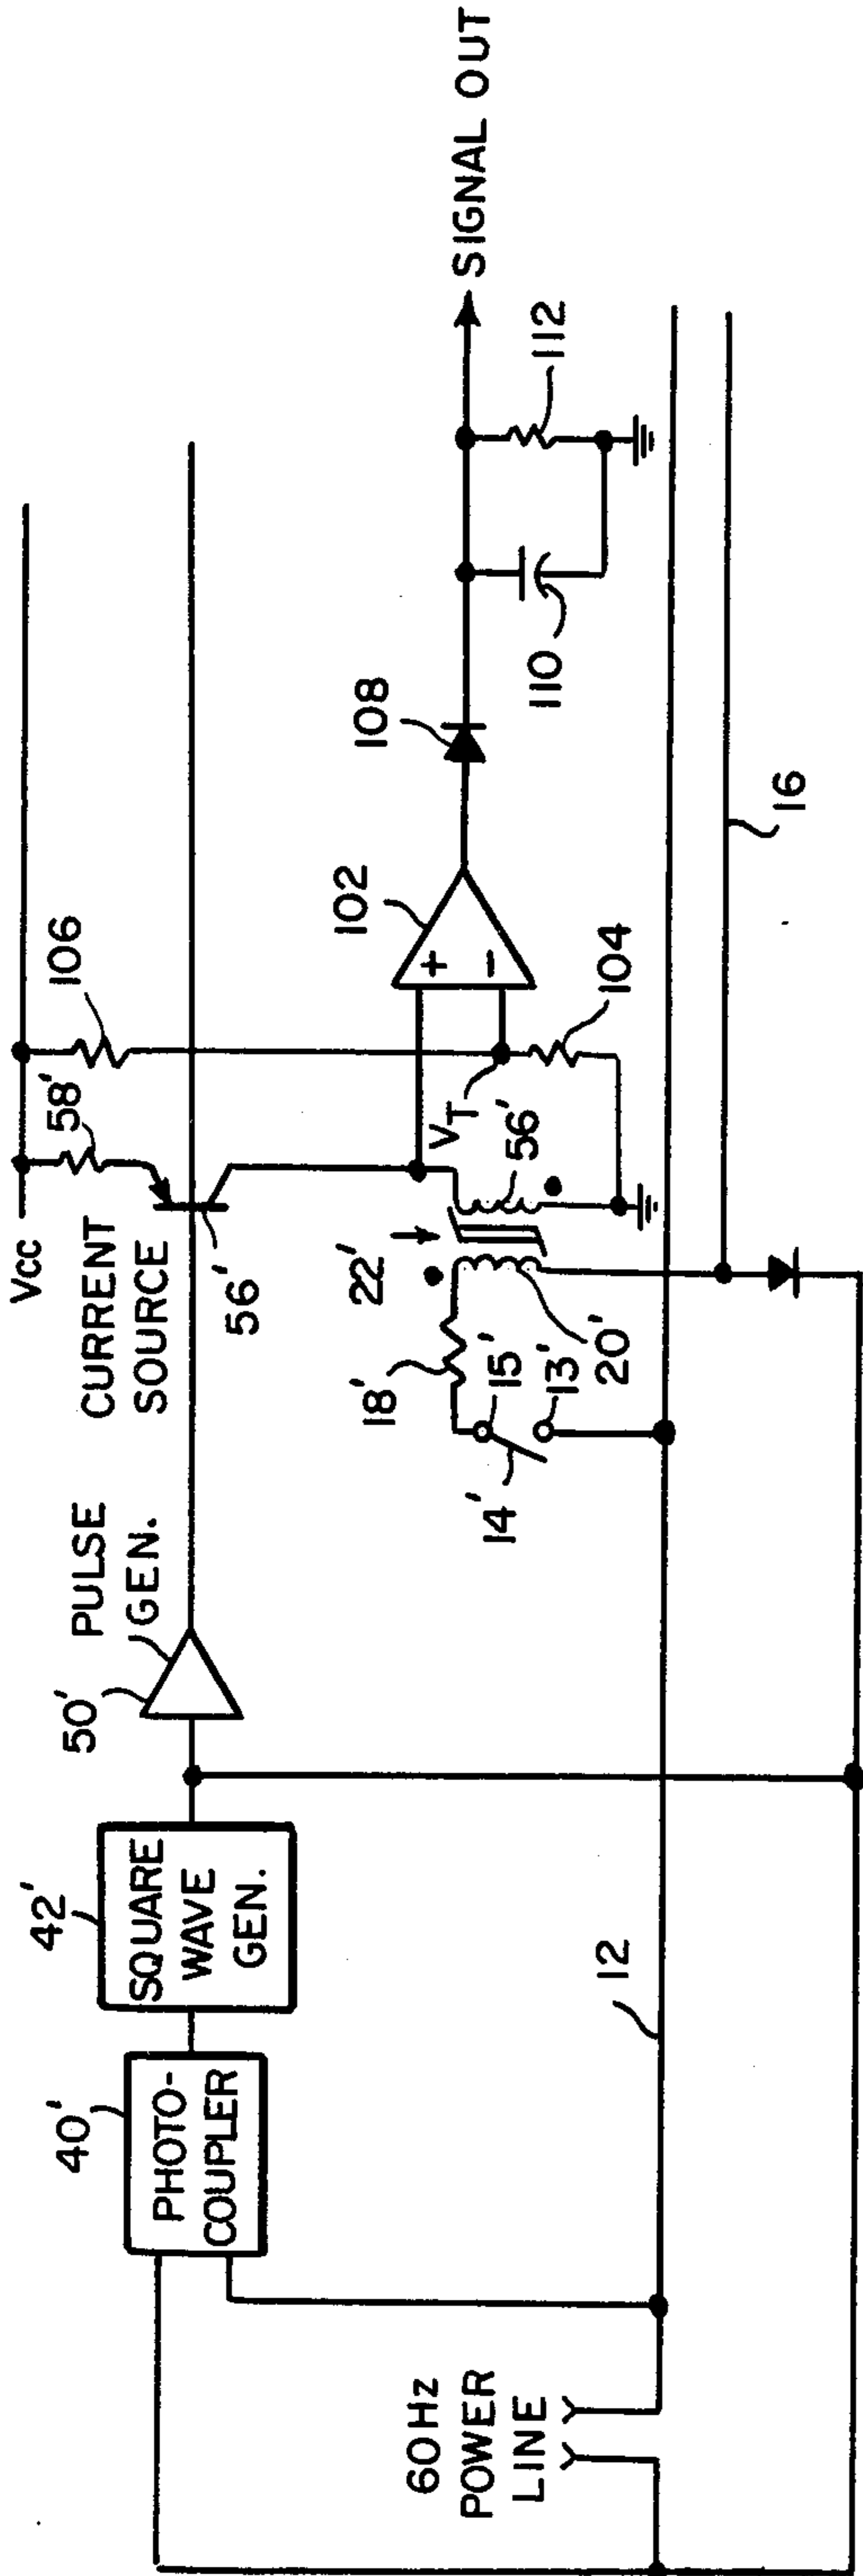 Vcc
CURRENT
SOURCE
58'
106
56'
PULSE
GEN.
50'
42'
SQUARE
WAVE
GEN.
40'
PHOTO-
COUPLER
60Hz
POWER
LINE
12
14'
15'
13'
18'
20'
22'
56'
VT
+
-
102
104
108
110
112
SIGNAL OUT
16